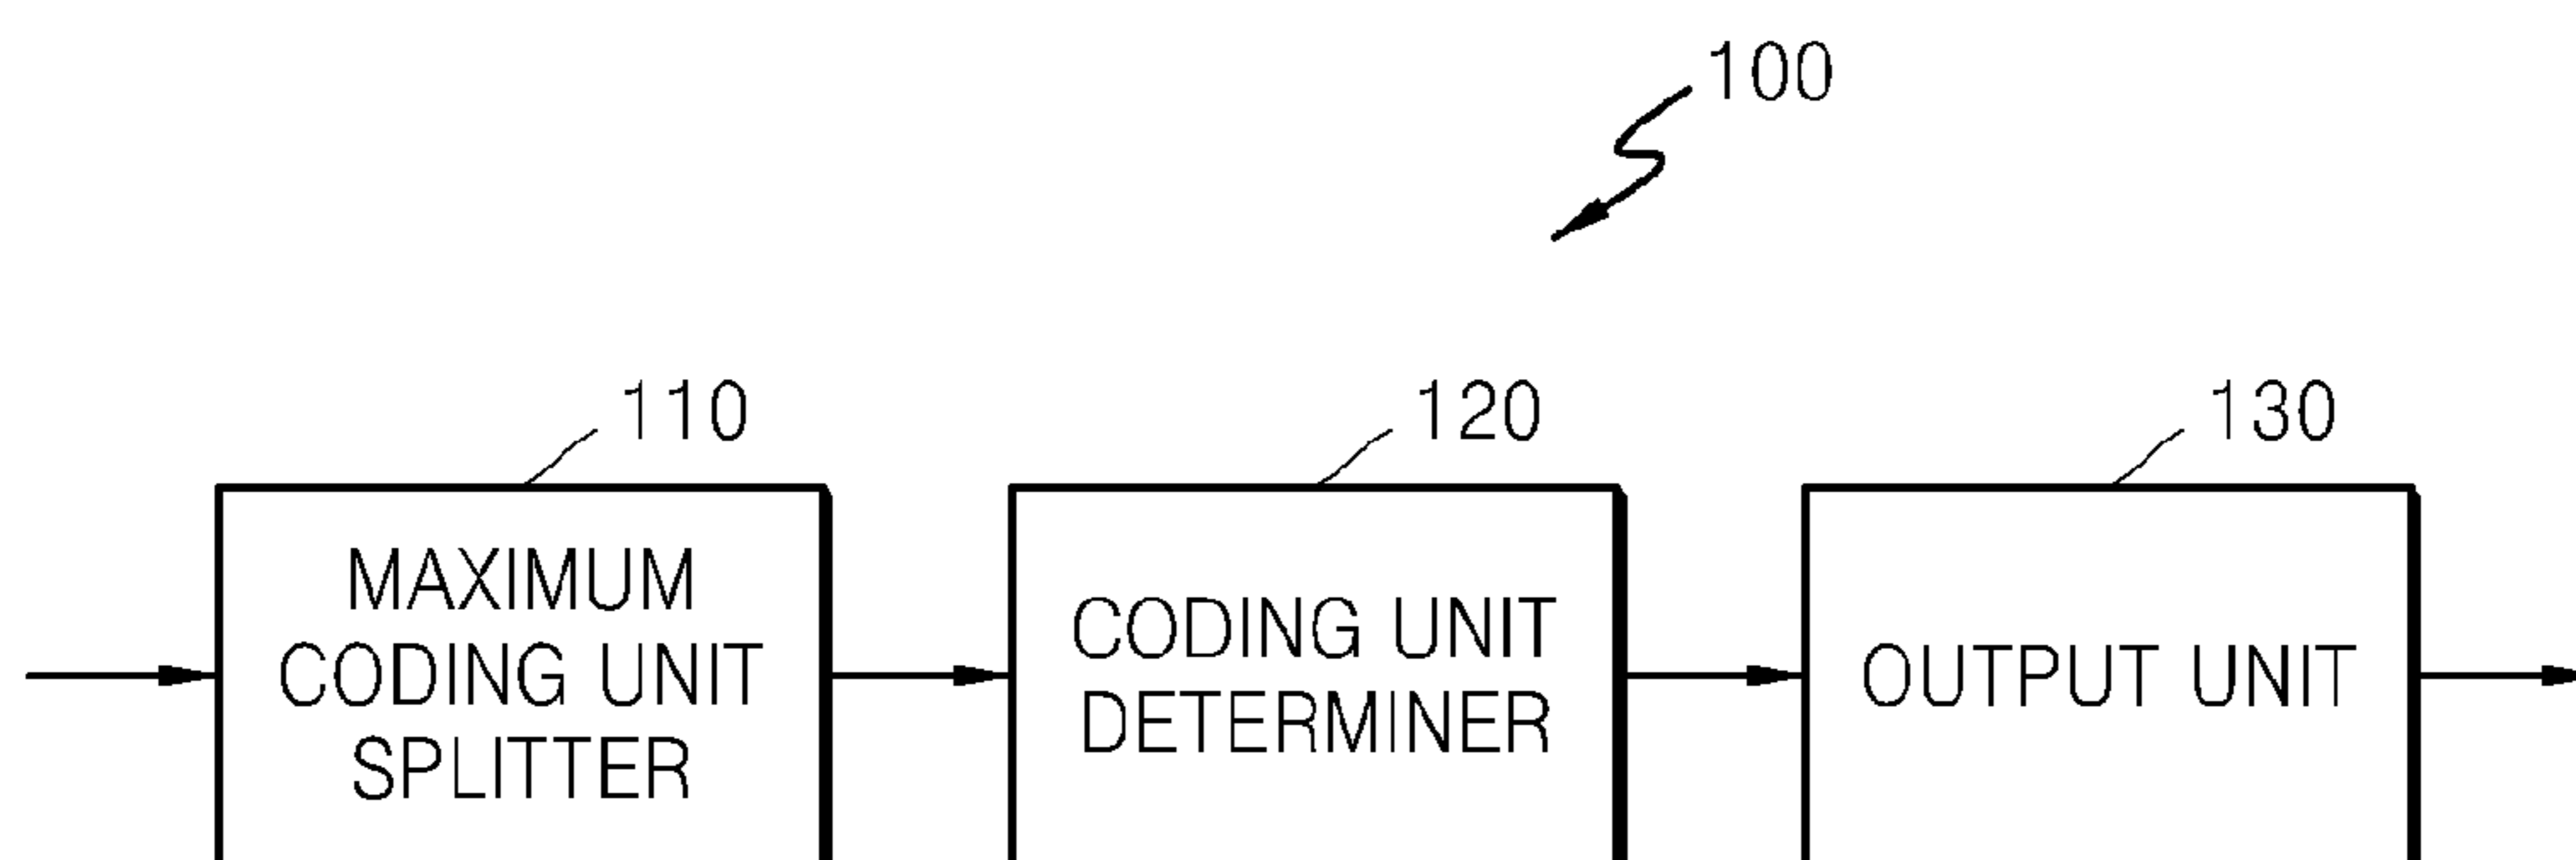 100
110
120
130
MAXIMUM
CODING UNIT
SPLITTER
CODING UNIT
DETERMINER
OUTPUT UNIT